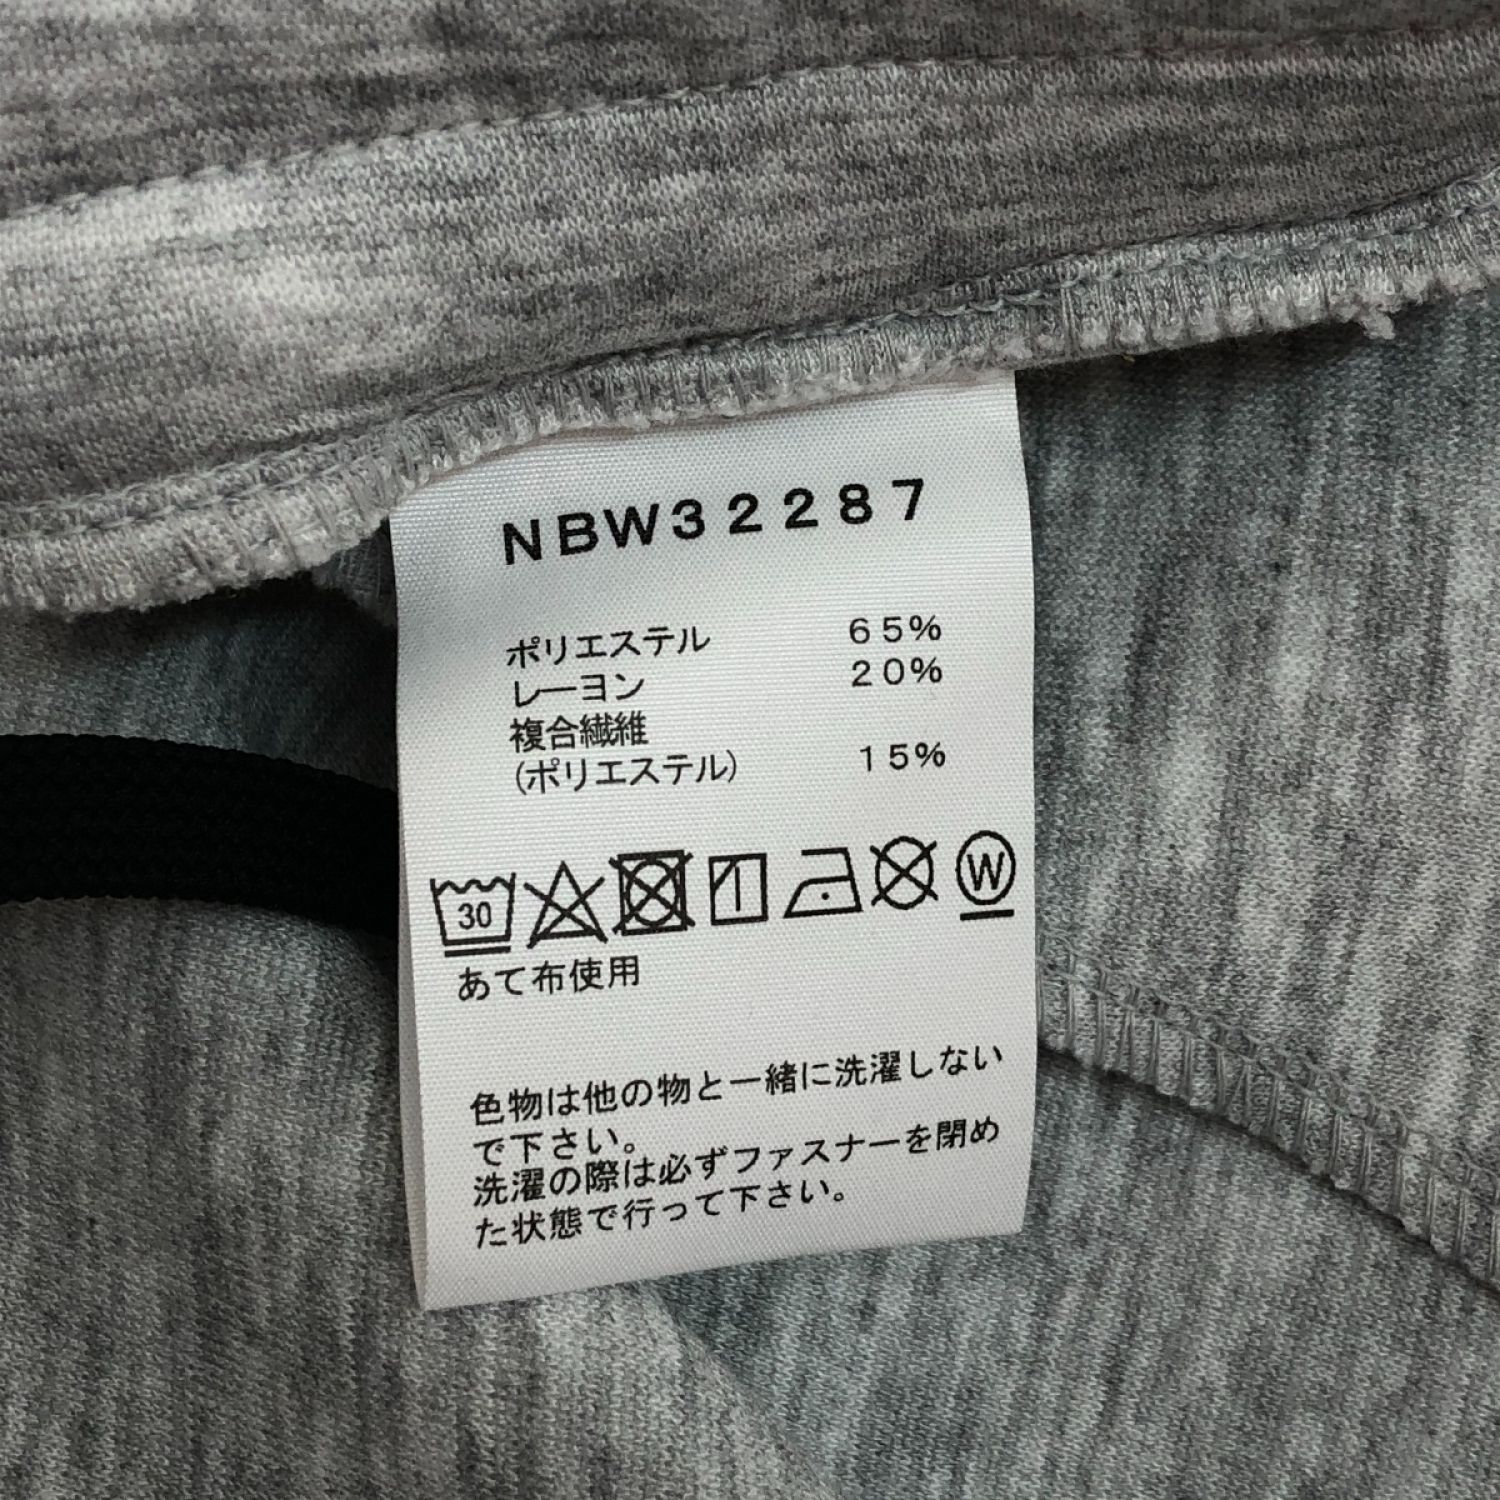 NBW32287
ポリエステル 65%
レーヨン 20%
複合繊維
(ポリエステル) 15%
30 W
あて布使用
色物は他の物と一緒に洗濯しない
で下さい。
洗濯の際は必ずファスナーを閉め
た状態で行って下さい。